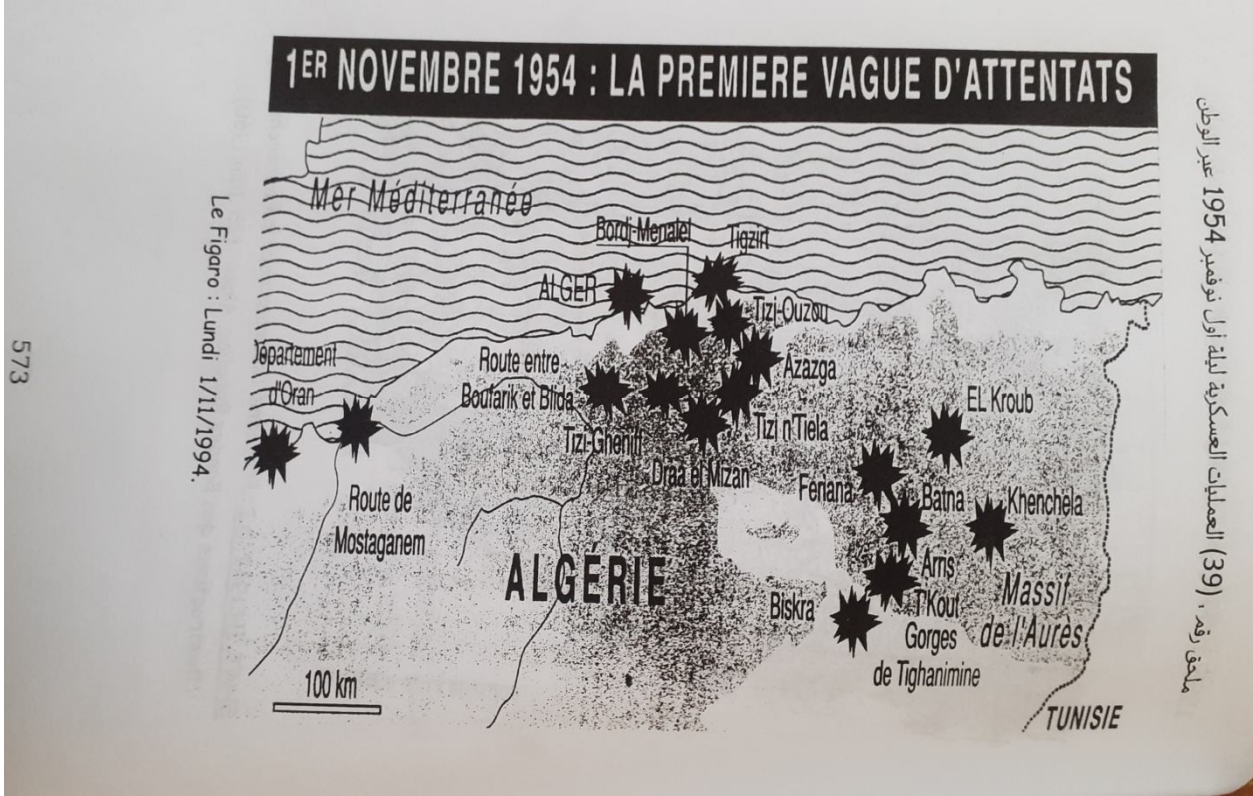 ملحق رقم، (39) العمليات العسكرية ليلة أول نوفمبر 1954 عبر الوطن
1ER NOVEMBRE 1954 : LA PREMIERE VAGUE D'ATTENTATS
Mer Méditerranée
Bordj-Menaïel
Tigzirt
ALGER
Tizi-Ouzou
Département
d'Oran
Route entre
Boufarik et Blida
Azazga
EL Kroub
Tizi-Gheniff
Tizi n'Tiela
Draa el Mizan
Feriana
Batna
Khenchela
Route de
Mostaganem
ALGÉRIE
Arris
T'Kout
Biskra
Massif
de l'Aurès
Gorges
de Tighanimine
100 km
TUNISIE
Le Figaro : Lundi 1/11/1994.
573